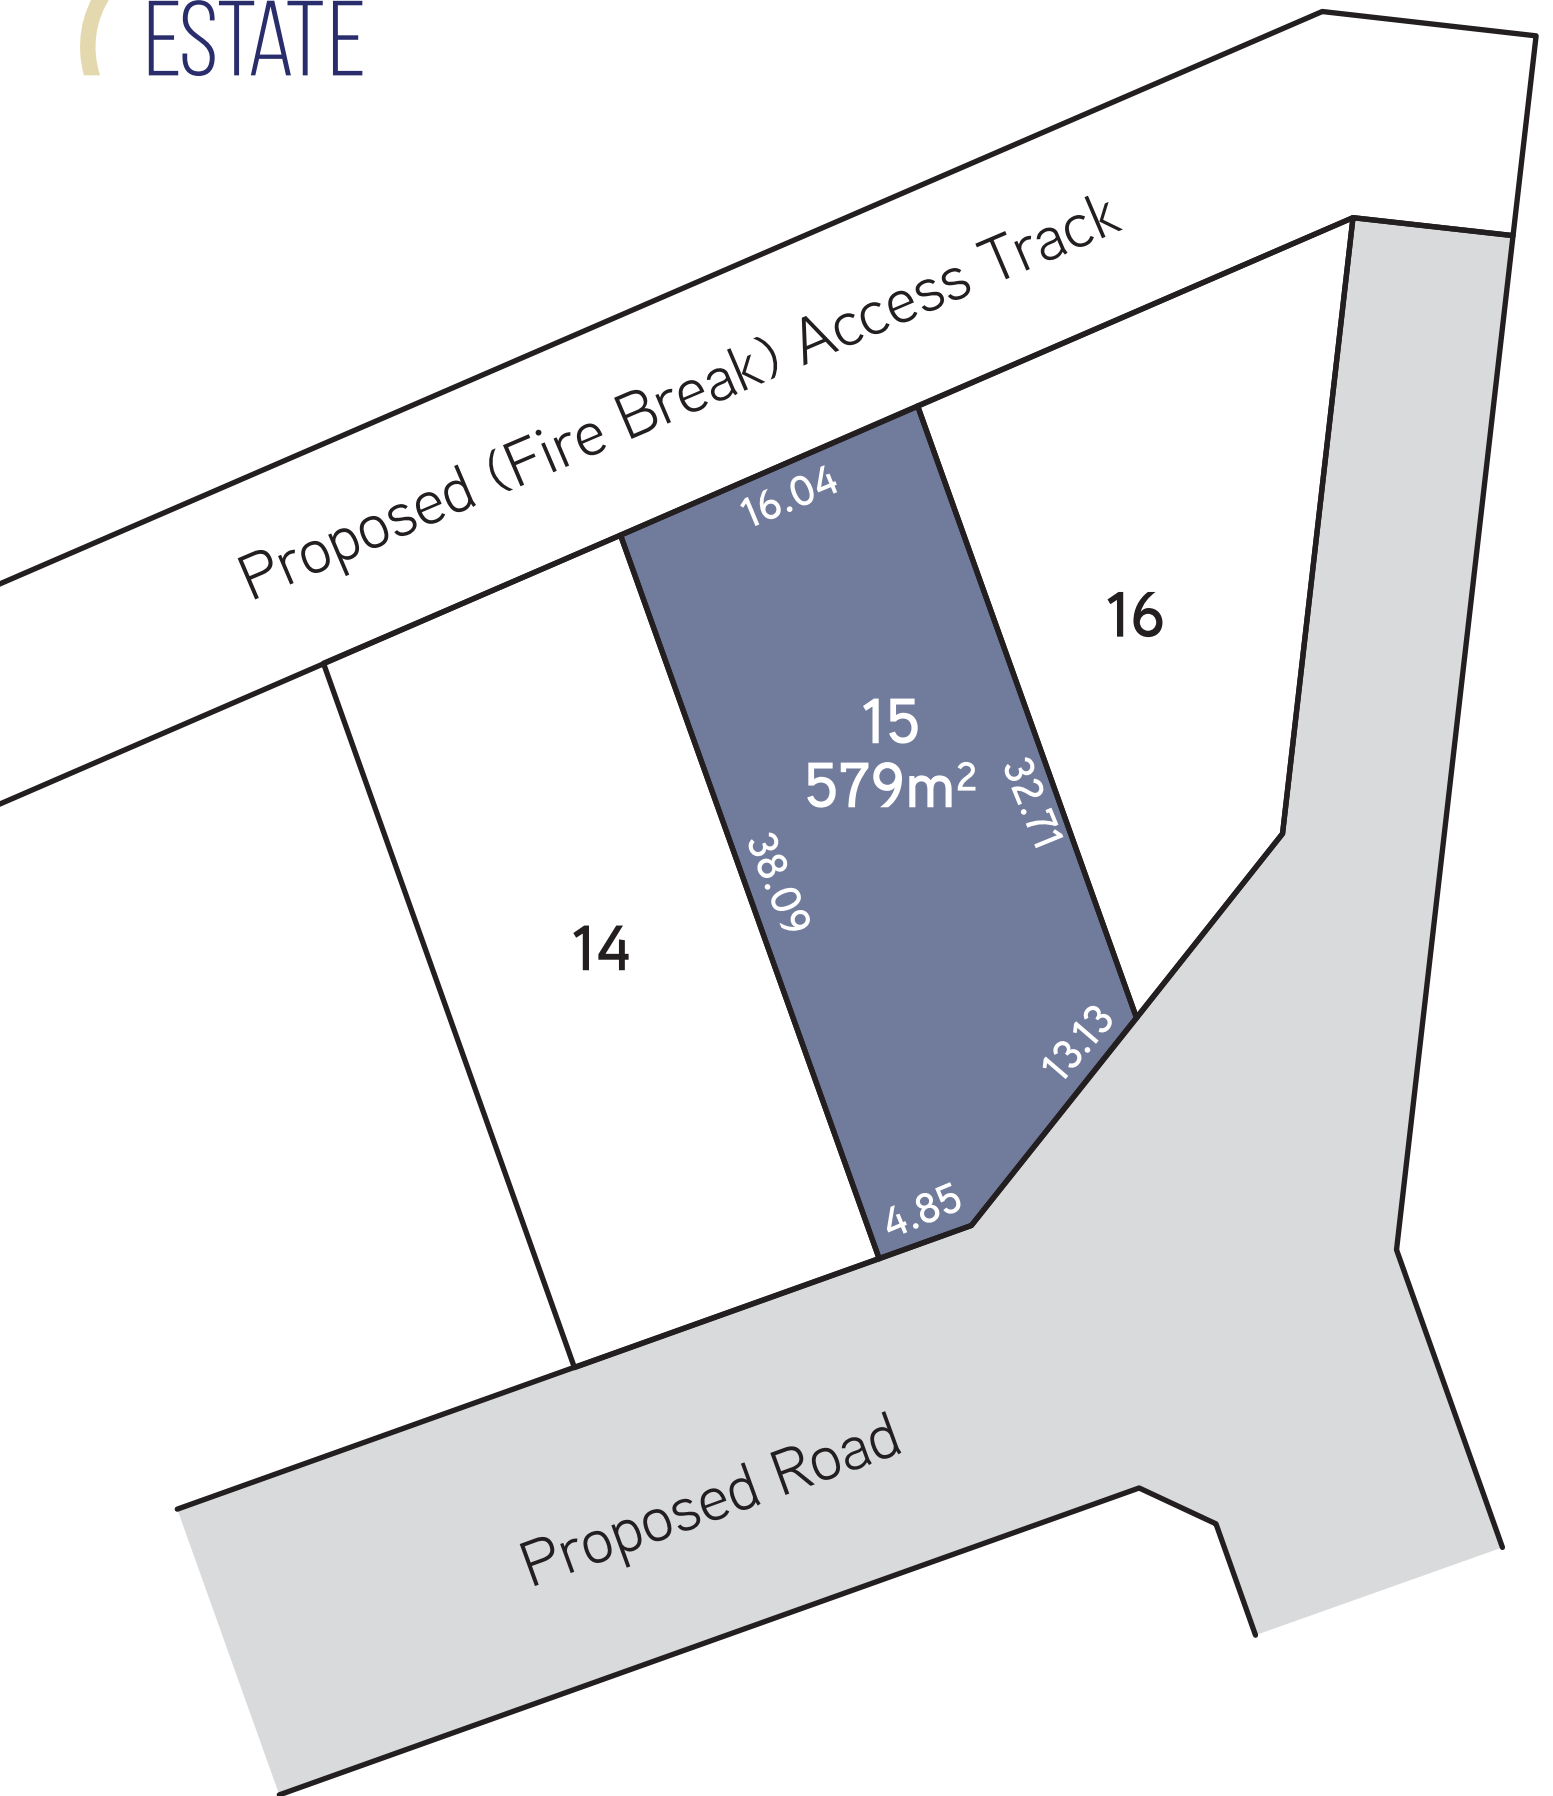 ESTATE
Proposed (Fire Break) Access Track
16.04
16
15
579m²
32.71
38.09
14
13.13
4.85
Proposed Road